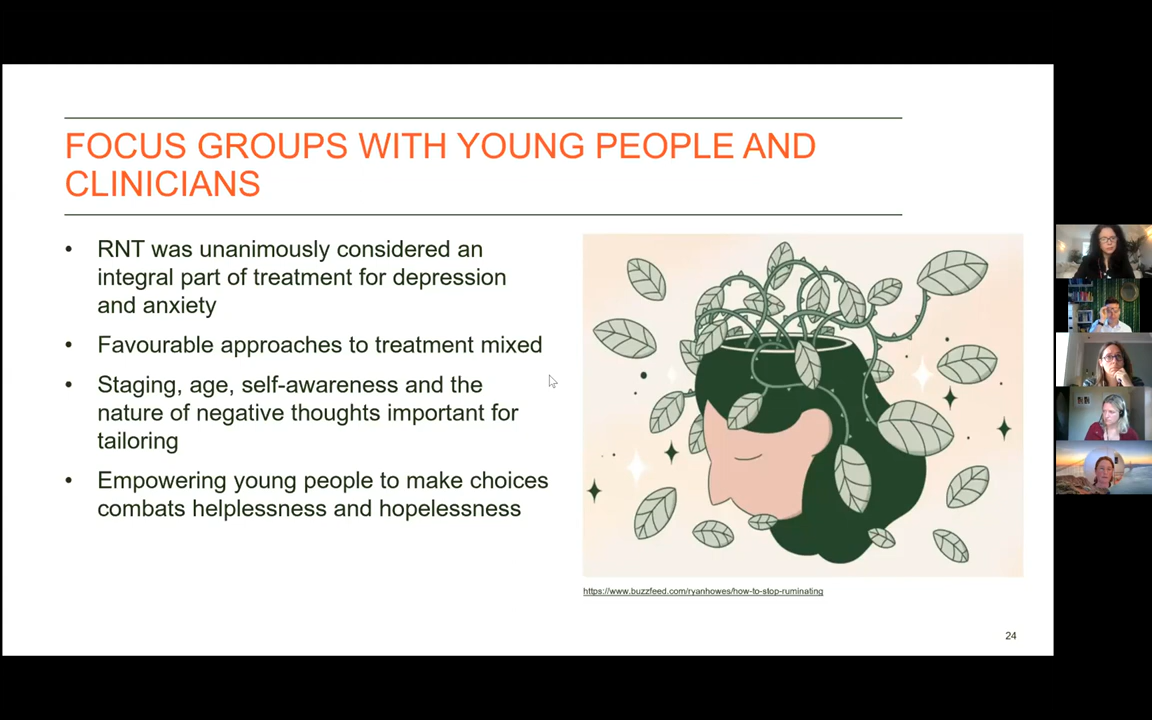 FOCUS GROUPS WITH YOUNG PEOPLE AND
CLINICIANS
• RNT was unanimously considered an
integral part of treatment for depression
and anxiety
• Favourable approaches to treatment mixed
• Staging, age, self-awareness and the
nature of negative thoughts important for
tailoring
• Empowering young people to make choices
combats helplessness and hopelessness
https://www.buzzfeed.com/ryanhowes/how-to-stop-ruminating
24